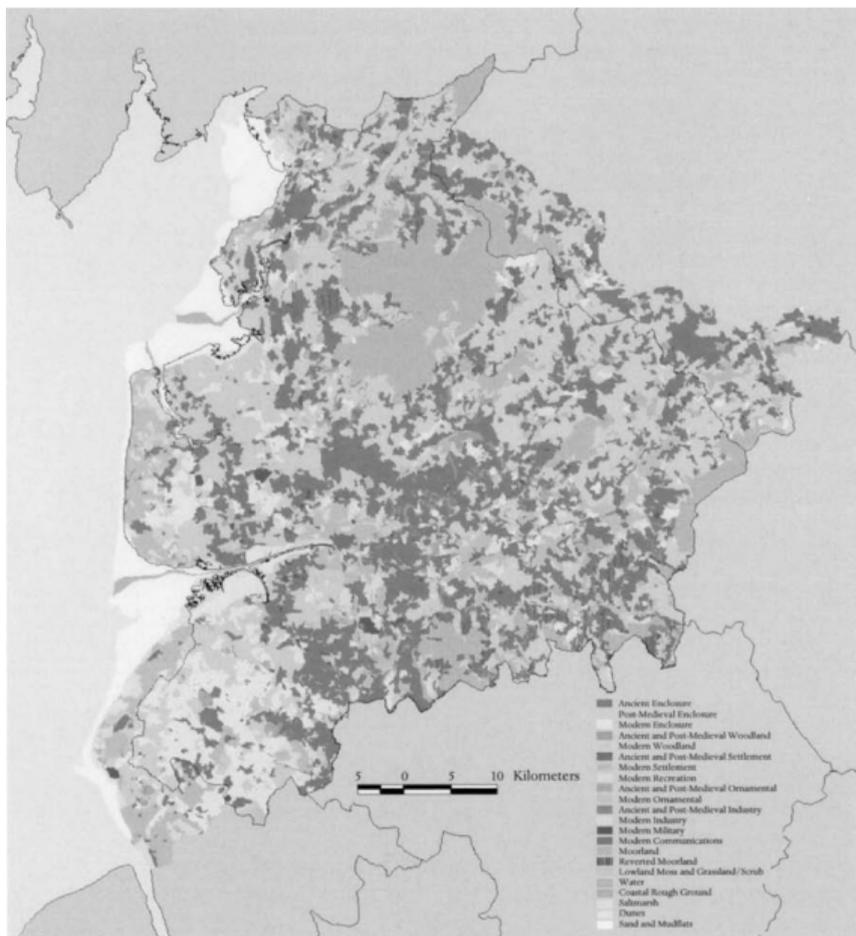 5 0 5 10 Kilometers
Ancient Enclosure
Post-Medieval Enclosure
Modern Enclosure
Ancient and Post-Medieval Woodland
Modern Woodland
Ancient and Post-Medieval Settlement
Modern Settlement
Modern Recreation
Ancient and Post-Medieval Ornamental
Modern Ornamental
Ancient and Post-Medieval Industry
Modern Industry
Modern Military
Modern Communications
Moorland
Reverted Moorland
Lowland Moss and Grassland/Scrub
Water
Coastal Rough Ground
Saltmarsh
Dunes
Sand and Mudflats